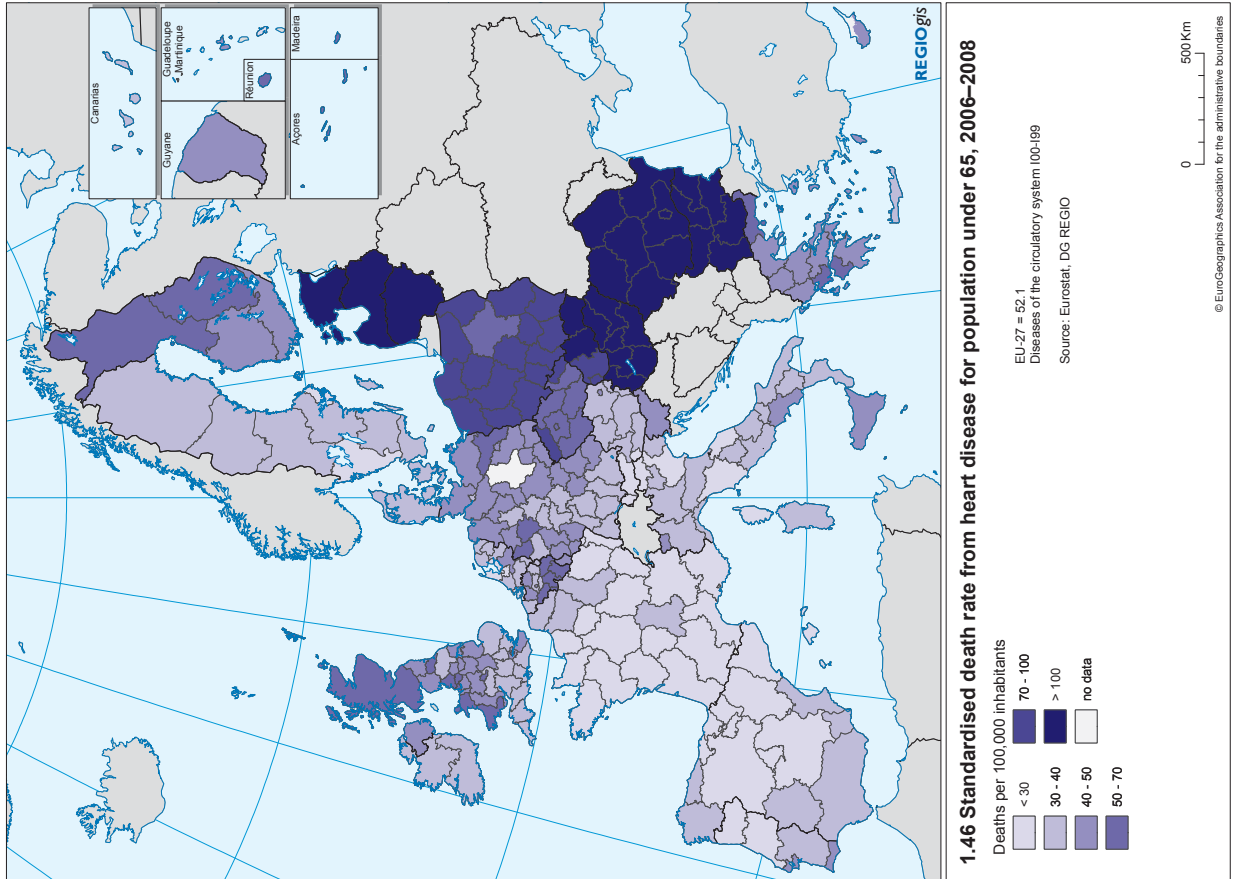 Canarias
Guyane
Guadeloupe
Martinique
Réunion
Açores
Madeira
REGIOgis
1.46 Standardised death rate from heart disease for population under 65, 2006–2008
Deaths per 100,000 inhabitants
< 30
30 - 40
40 - 50
50 - 70
70 - 100
> 100
no data
EU-27 = 52.1
Diseases of the circulatory system I00-I99
Source: Eurostat, DG REGIO
0 500 Km
© EuroGeographics Association for the administrative boundaries